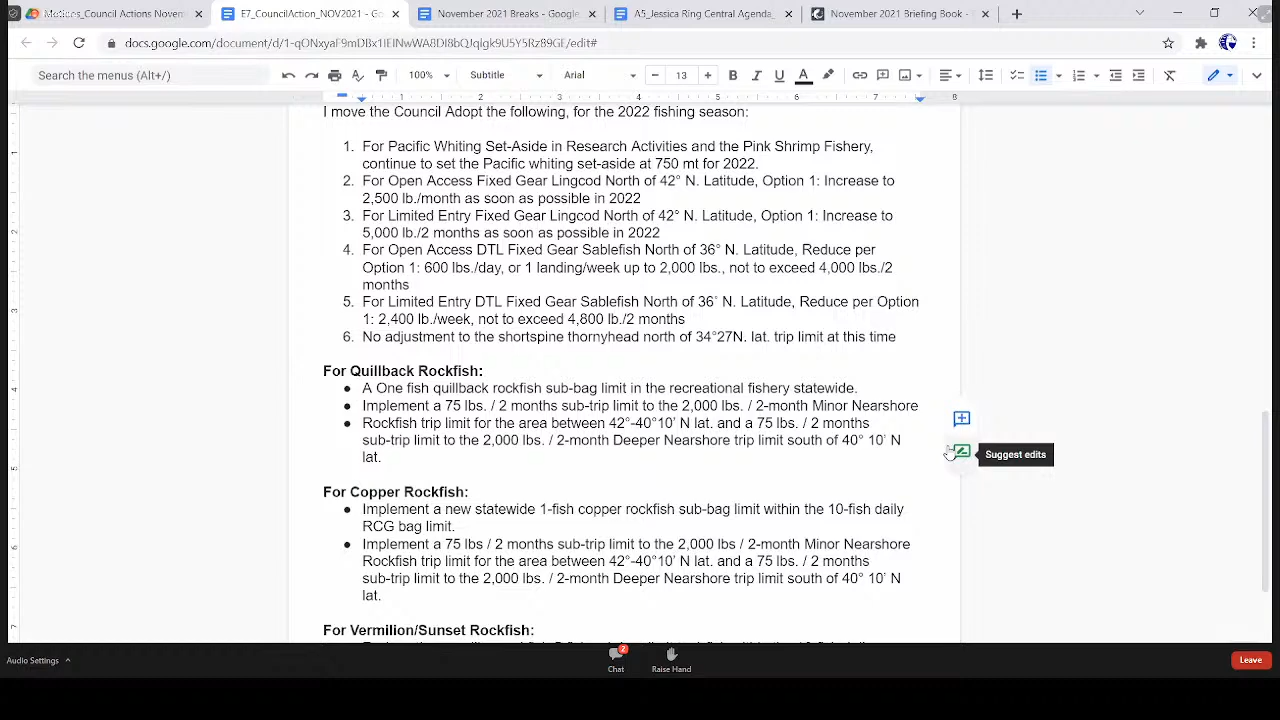 Motions_Council Actions Novem
E7_CouncilAction_NOV2021 - Go
November 2021 Breaks - Google
A5_Jessica Ring Central Agenda_
November 2021 Briefing Book -
Search the menus (Alt+/)
100%
Subtitle
Arial
13
1 2 3 4 5 6 7 8
I move the Council Adopt the following, for the 2022 fishing season:
1. For Pacific Whiting Set-Aside in Research Activities and the Pink Shrimp Fishery,
continue to set the Pacific whiting set-aside at 750 mt for 2022.
2. For Open Access Fixed Gear Lingcod North of 42° N. Latitude, Option 1: Increase to
2,500 lb./month as soon as possible in 2022
3. For Limited Entry Fixed Gear Lingcod North of 42° N. Latitude, Option 1: Increase to
5,000 lb./2 months as soon as possible in 2022
4. For Open Access DTL Fixed Gear Sablefish North of 36° N. Latitude, Reduce per
Option 1: 600 lbs./day, or 1 landing/week up to 2,000 lbs., not to exceed 4,000 lbs./2
months
5. For Limited Entry DTL Fixed Gear Sablefish North of 36° N. Latitude, Reduce per Option
1: 2,400 lb./week, not to exceed 4,800 lb./2 months
6. No adjustment to the shortspine thornyhead north of 34°27N. lat. trip limit at this time
For Quillback Rockfish:
● A One fish quillback rockfish sub-bag limit in the recreational fishery statewide.
● Implement a 75 lbs. / 2 months sub-trip limit to the 2,000 lbs. / 2-month Minor Nearshore
● Rockfish trip limit for the area between 42°-40°10’ N lat. and a 75 lbs. / 2 months
sub-trip limit to the 2,000 lbs. / 2-month Deeper Nearshore trip limit south of 40° 10’ N
lat.
Suggest edits
For Copper Rockfish:
● Implement a new statewide 1-fish copper rockfish sub-bag limit within the 10-fish daily
RCG bag limit.
● Implement a 75 lbs / 2 months sub-trip limit to the 2,000 lbs / 2-month Minor Nearshore
Rockfish trip limit for the area between 42°-40°10’ N lat. and a 75 lbs. / 2 months
sub-trip limit to the 2,000 lbs. / 2-month Deeper Nearshore trip limit south of 40° 10’ N
lat.
For Vermilion/Sunset Rockfish:
Audio Settings
2
Chat
Raise Hand
Leave